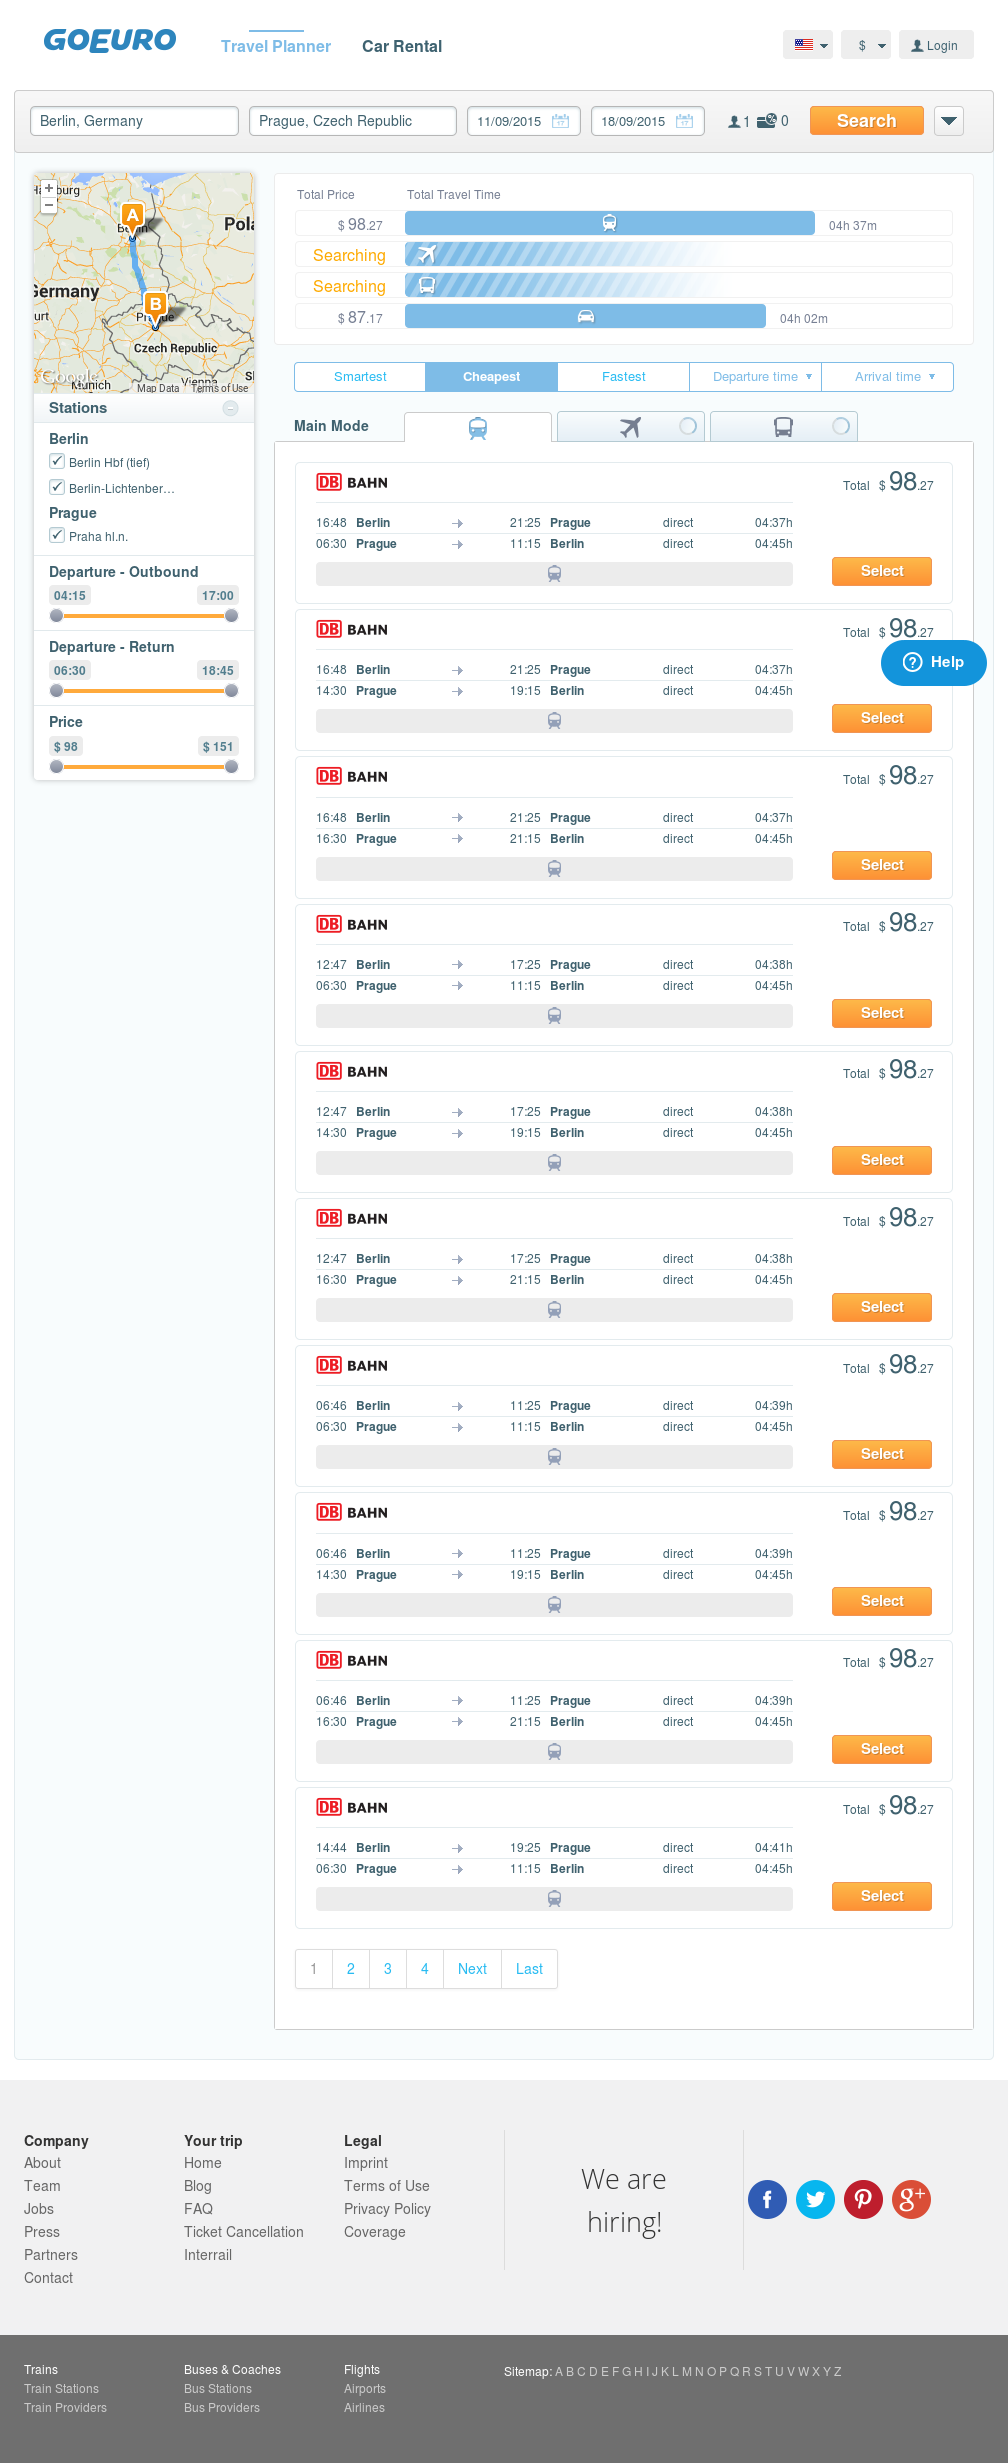 GOEURO
Travel Planner Car Rental
$ Login
Berlin, Germany Prague, Czech Republic 11/09/2015 18/09/2015 1 0 Search
Total Price Total Travel Time
$ 98.27 04h 37m
Searching
Searching
$ 87.17 04h 02m
A
B
Germany
Prague
Czech Republic
Munich
Vienna
Google
Map Data Terms of Use
Stations
Berlin
Berlin Hbf (tief)
Berlin-Lichtenber...
Prague
Praha hl.n.
Departure - Outbound
04:15 17:00
Departure - Return
06:30 18:45
Price
$ 98 $ 151
Smartest Cheapest Fastest Departure time Arrival time
Main Mode
DB BAHN Total $ 98.27
16:48 Berlin 21:25 Prague direct 04:37h
06:30 Prague 11:15 Berlin direct 04:45h
Select
DB BAHN Total $ 98.27
16:48 Berlin 21:25 Prague direct 04:37h
14:30 Prague 19:15 Berlin direct 04:45h
Select
Help
DB BAHN Total $ 98.27
16:48 Berlin 21:25 Prague direct 04:37h
16:30 Prague 21:15 Berlin direct 04:45h
Select
DB BAHN Total $ 98.27
12:47 Berlin 17:25 Prague direct 04:38h
06:30 Prague 11:15 Berlin direct 04:45h
Select
DB BAHN Total $ 98.27
12:47 Berlin 17:25 Prague direct 04:38h
14:30 Prague 19:15 Berlin direct 04:45h
Select
DB BAHN Total $ 98.27
12:47 Berlin 17:25 Prague direct 04:38h
16:30 Prague 21:15 Berlin direct 04:45h
Select
DB BAHN Total $ 98.27
06:46 Berlin 11:25 Prague direct 04:39h
06:30 Prague 11:15 Berlin direct 04:45h
Select
DB BAHN Total $ 98.27
06:46 Berlin 11:25 Prague direct 04:39h
14:30 Prague 19:15 Berlin direct 04:45h
Select
DB BAHN Total $ 98.27
06:46 Berlin 11:25 Prague direct 04:39h
16:30 Prague 21:15 Berlin direct 04:45h
Select
DB BAHN Total $ 98.27
14:44 Berlin 19:25 Prague direct 04:41h
06:30 Prague 11:15 Berlin direct 04:45h
Select
1 2 3 4 Next Last
Company
About
Team
Jobs
Press
Partners
Contact
Your trip
Home
Blog
FAQ
Ticket Cancellation
Interrail
Legal
Imprint
Terms of Use
Privacy Policy
Coverage
We are
hiring!
Trains
Train Stations
Train Providers
Buses & Coaches
Bus Stations
Bus Providers
Flights
Airports
Airlines
Sitemap: A B C D E F G H I J K L M N O P Q R S T U V W X Y Z